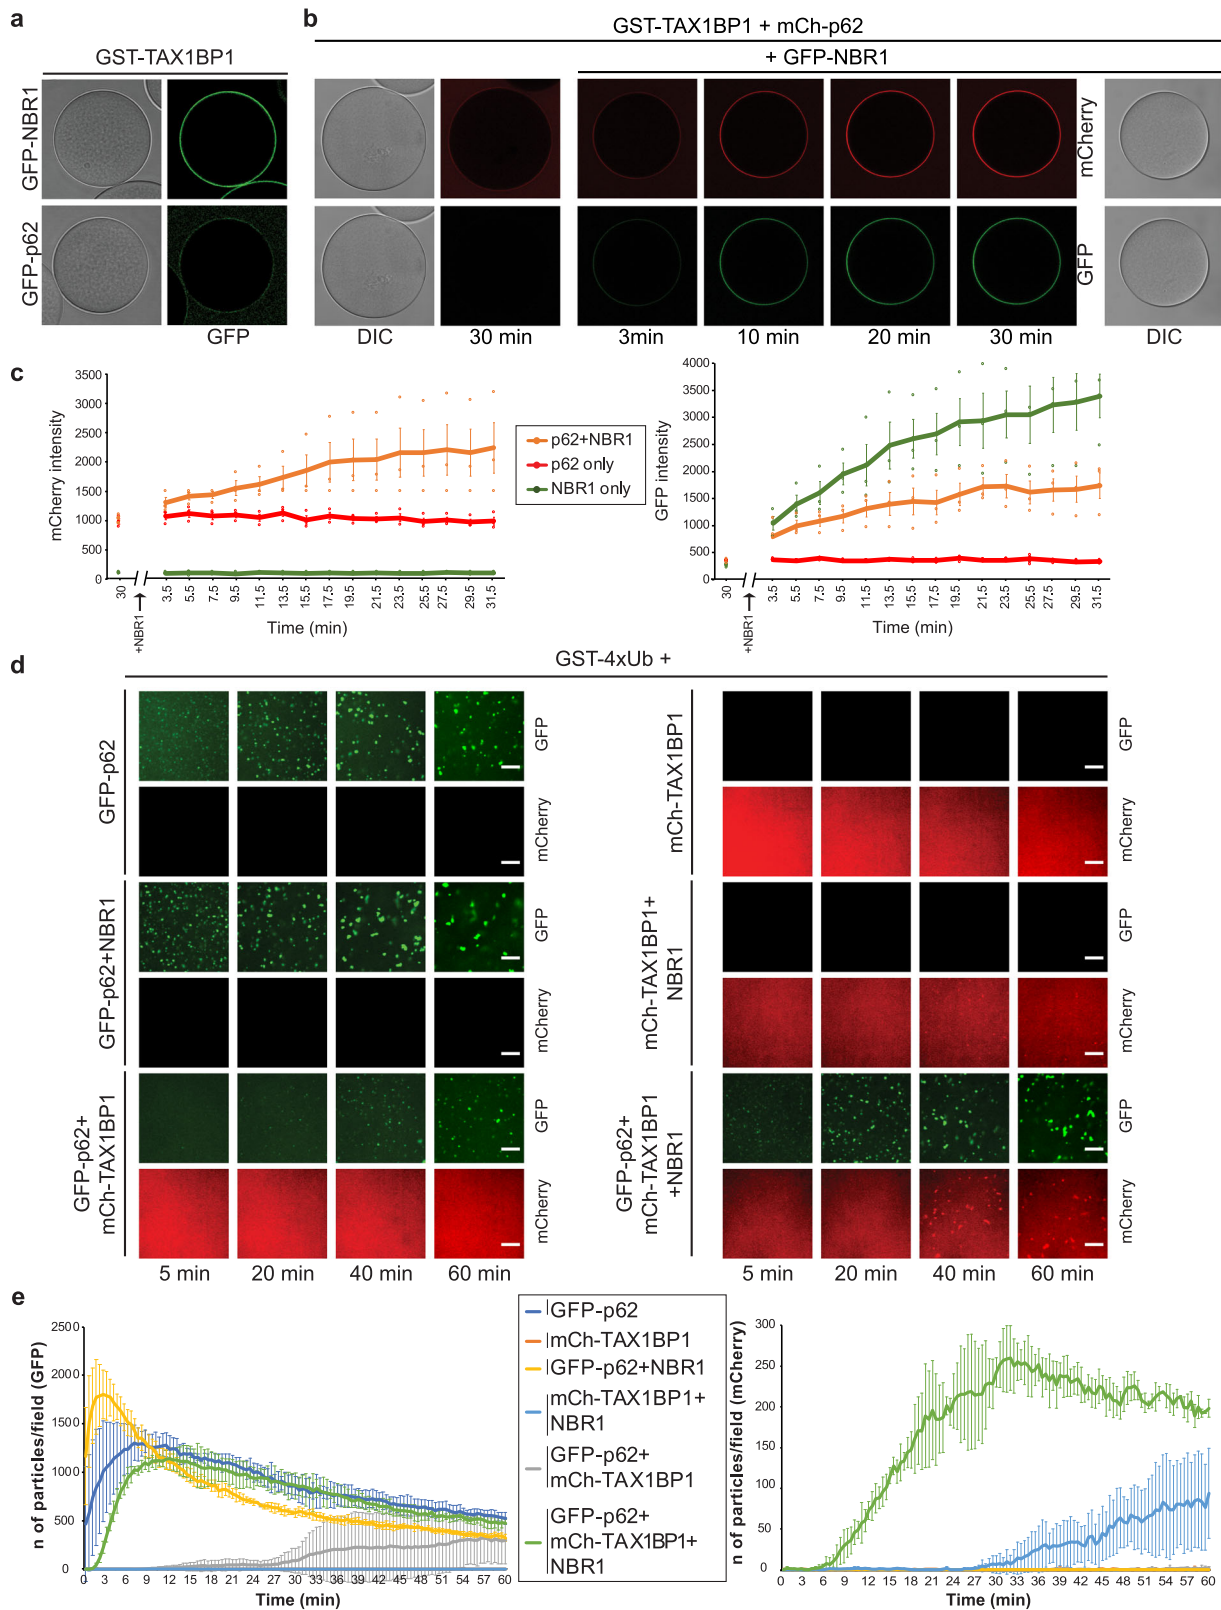 a
GST-TAX1BP1
GFP-NBR1
GFP-p62
GFP
b
GST-TAX1BP1 + mCh-p62
+ GFP-NBR1
mCherry
GFP
DIC
30 min
3min
10 min
20 min
30 min
DIC
c
mCherry intensity
3500
3000
2500
2000
1500
1000
500
0
30
+NBR1
3.5
5.5
7.5
9.5
11.5
13.5
15.5
17.5
19.5
21.5
23.5
25.5
27.5
29.5
31.5
Time (min)
p62+NBR1
p62 only
NBR1 only
GFP intensity
4000
3500
3000
2500
2000
1500
1000
500
0
30
+NBR1
3.5
5.5
7.5
9.5
11.5
13.5
15.5
17.5
19.5
21.5
23.5
25.5
27.5
29.5
31.5
Time (min)
d
GST-4xUb +
GFP-p62
GFP
mCherry
GFP-p62+NBR1
GFP
mCherry
GFP-p62+
mCh-TAX1BP1
GFP
mCherry
5 min
20 min
40 min
60 min
mCh-TAX1BP1
GFP
mCherry
mCh-TAX1BP1+
NBR1
GFP
mCherry
GFP-p62+
mCh-TAX1BP1
+NBR1
GFP
mCherry
5 min
20 min
40 min
60 min
e
n of particles/field (GFP)
2500
2000
1500
1000
500
0
0 3 6 9 12 15 18 21 24 27 30 33 36 39 42 45 48 51 54 57 60
Time (min)
GFP-p62
mCh-TAX1BP1
GFP-p62+NBR1
mCh-TAX1BP1+
NBR1
GFP-p62+
mCh-TAX1BP1
GFP-p62+
mCh-TAX1BP1+
NBR1
n of particles/field (mCherry)
300
250
200
150
100
50
0
0 3 6 9 12 15 18 21 24 27 30 33 36 39 42 45 48 51 54 57 60
Time (min)